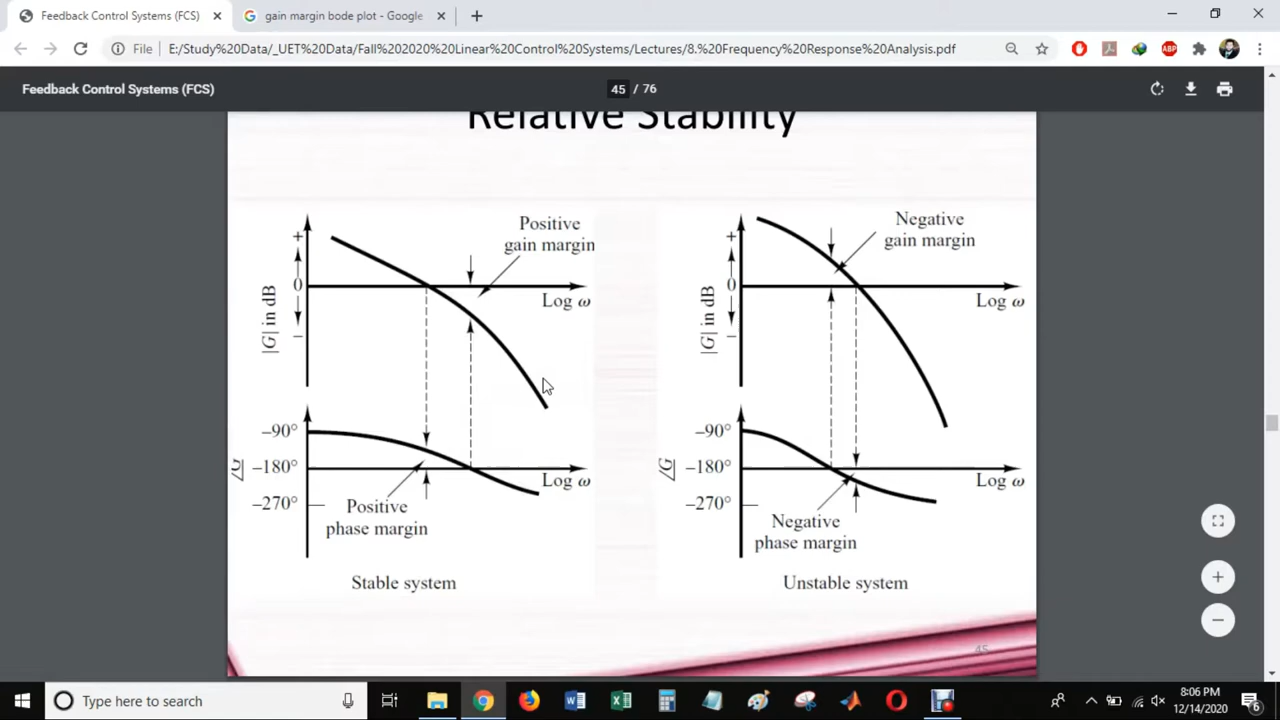 Feedback Control Systems (FCS)
gain margin bode plot - Google
File
E:/Study%20Data/_UET%20Data/Fall%202020%20Linear%20Control%20Systems/Lectures/8.%20Frequency%20Response%20Analysis.pdf
ABP
Feedback Control Systems (FCS)
45 / 76
Relative Stability
Positive
gain margin
+
0
−
|G| in dB
Log ω
–90°
–180°
–270°
∠G
Log ω
Positive
phase margin
Stable system
Negative
gain margin
+
0
−
|G| in dB
Log ω
–90°
–180°
–270°
∠G
Log ω
Negative
phase margin
Unstable system
45
Type here to search
8:06 PM
12/14/2020
6